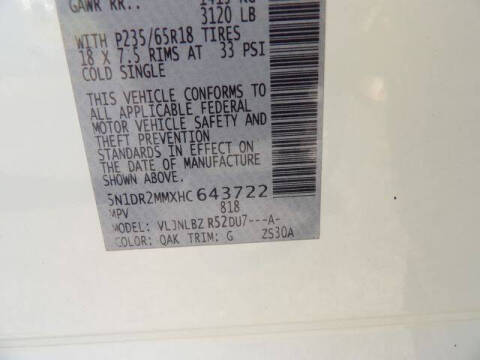 GAWR RR.: 1415 KG
3120 LB
WITH P235/65R18 TIRES
18 X 7.5 RIMS AT 33 PSI
COLD SINGLE
THIS VEHICLE CONFORMS TO
ALL APPLICABLE FEDERAL
MOTOR VEHICLE SAFETY AND
THEFT PREVENTION
STANDARDS IN EFFECT ON
THE DATE OF MANUFACTURE
SHOWN ABOVE.
5N1DR2MMXHC643722
MPV 818
MODEL: VLJNLBZ R52DU7---A-
COLOR: QAK TRIM: G ZS30A